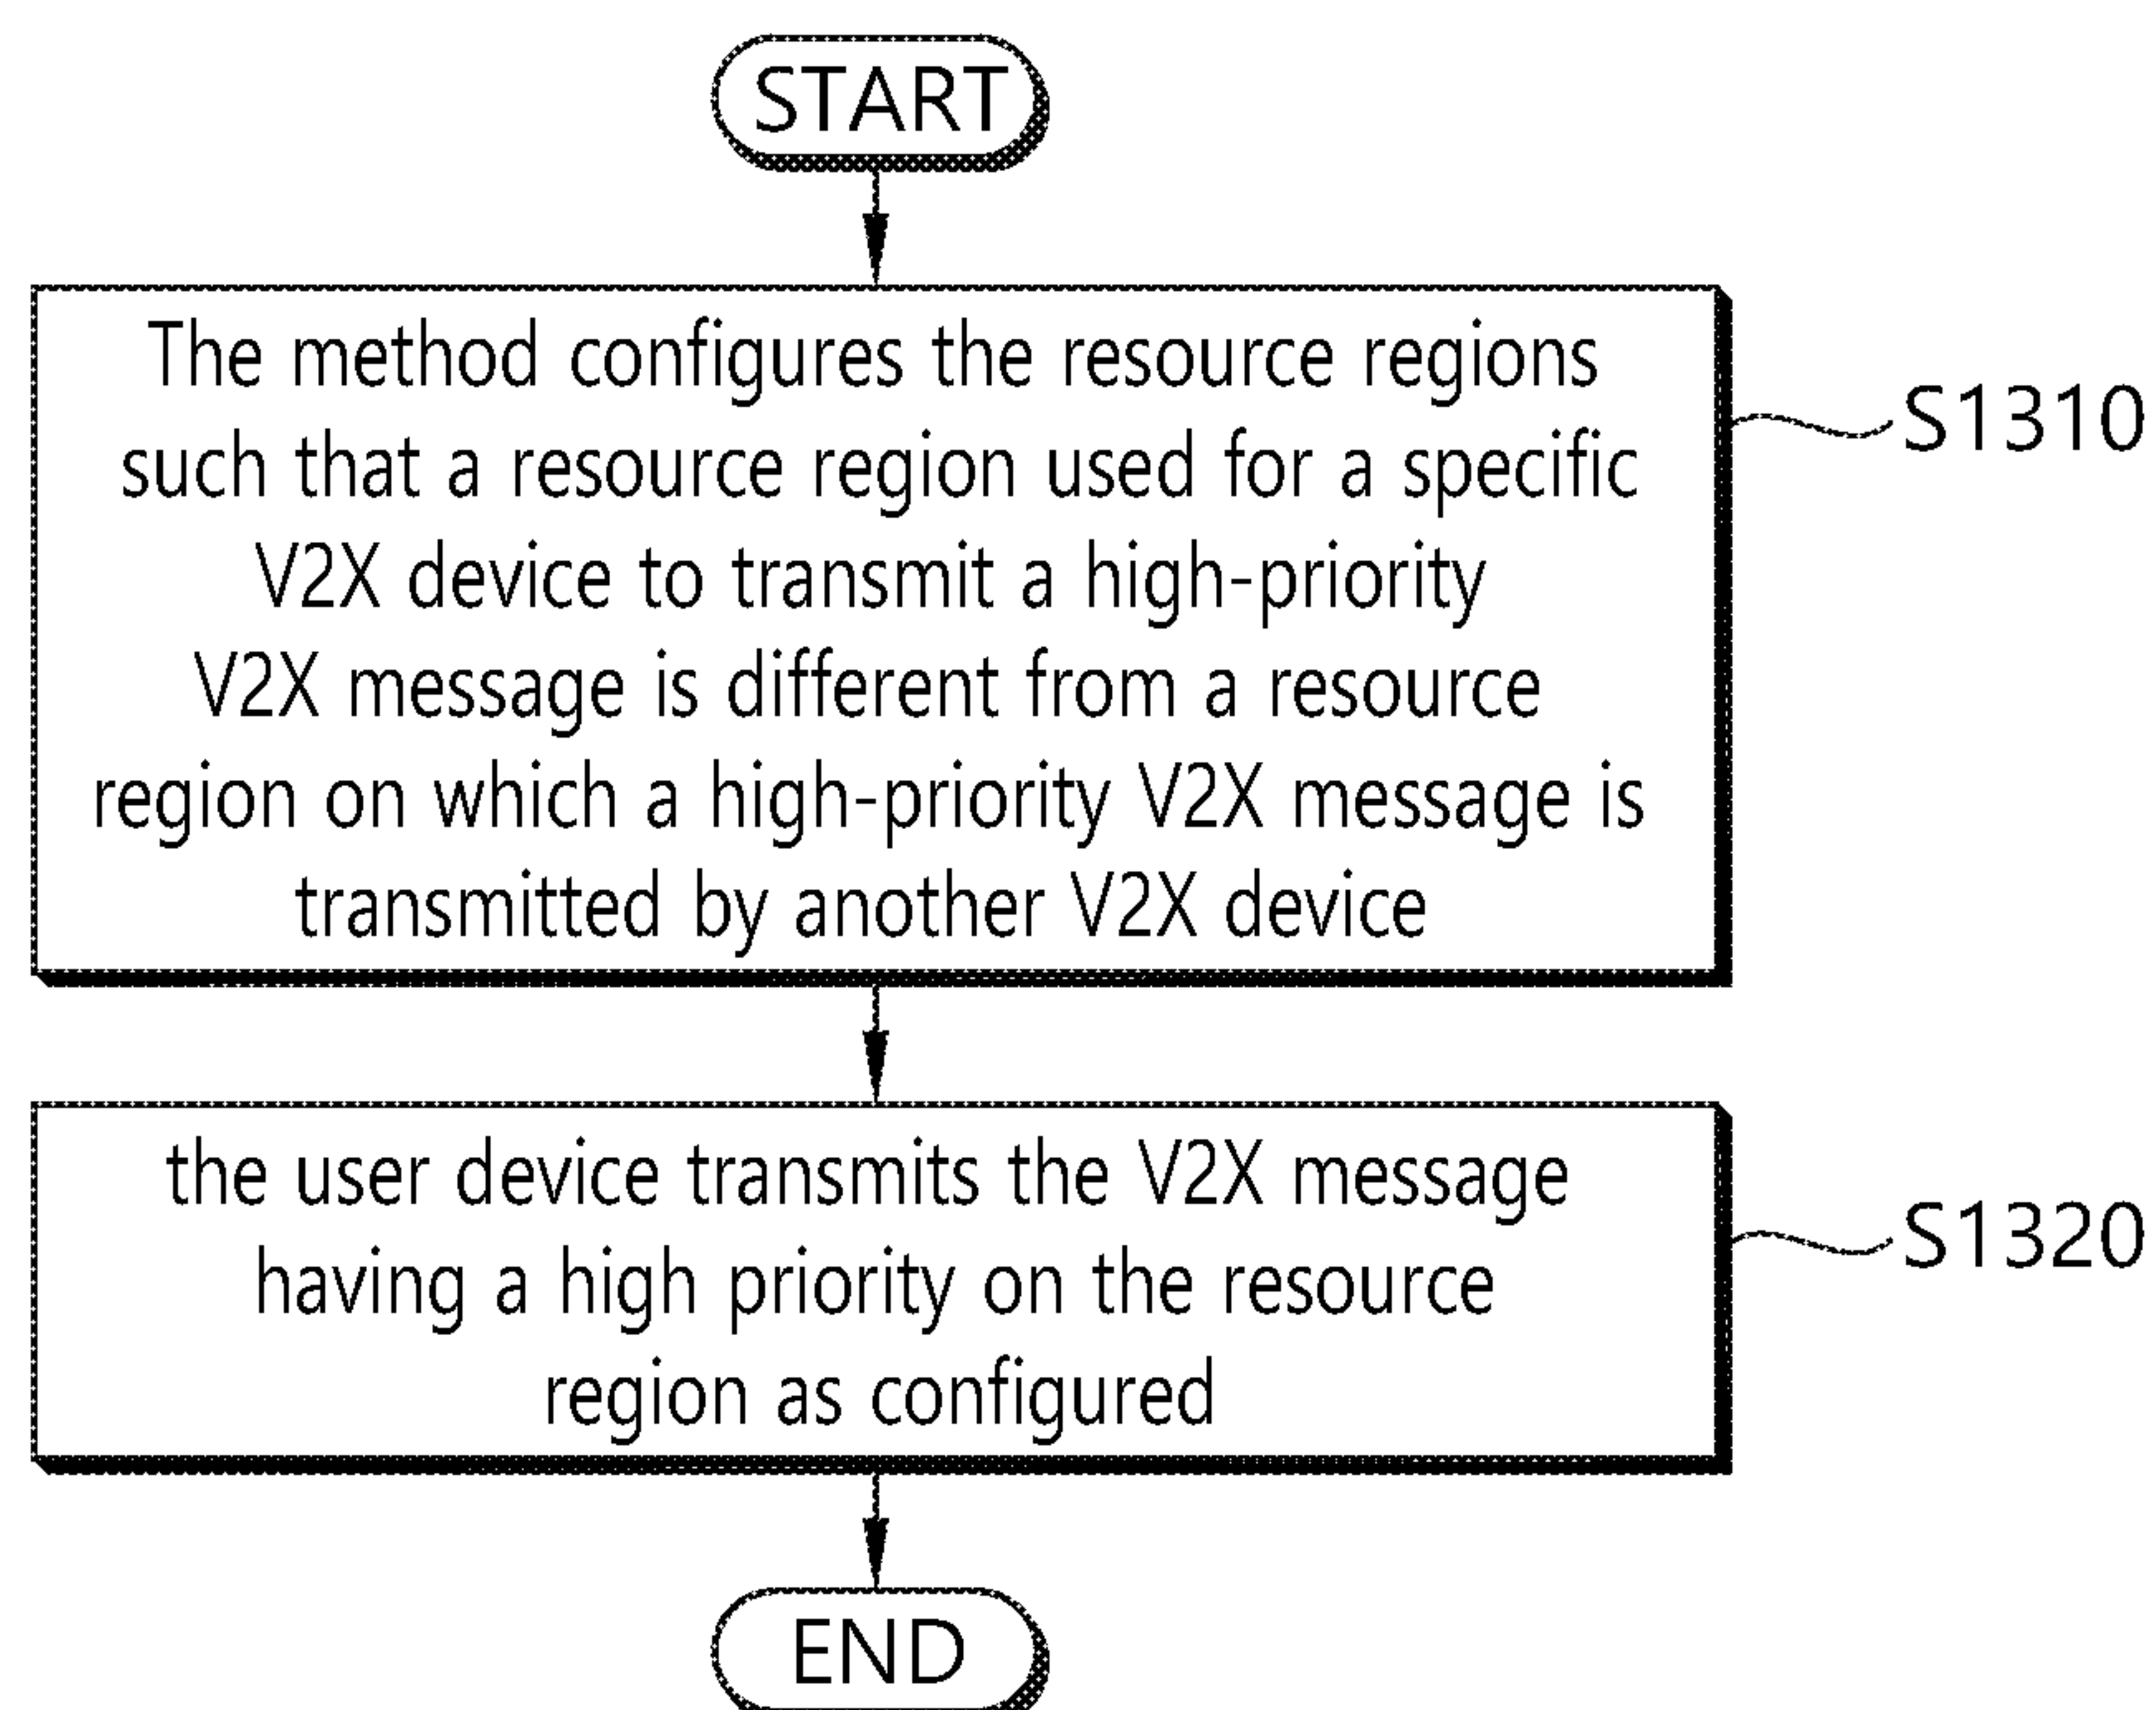 START
The method configures the resource regions
such that a resource region used for a specific
V2X device to transmit a high-priority
V2X message is different from a resource
region on which a high-priority V2X message is
transmitted by another V2X device
S1310
the user device transmits the V2X message
having a high priority on the resource
region as configured
S1320
END